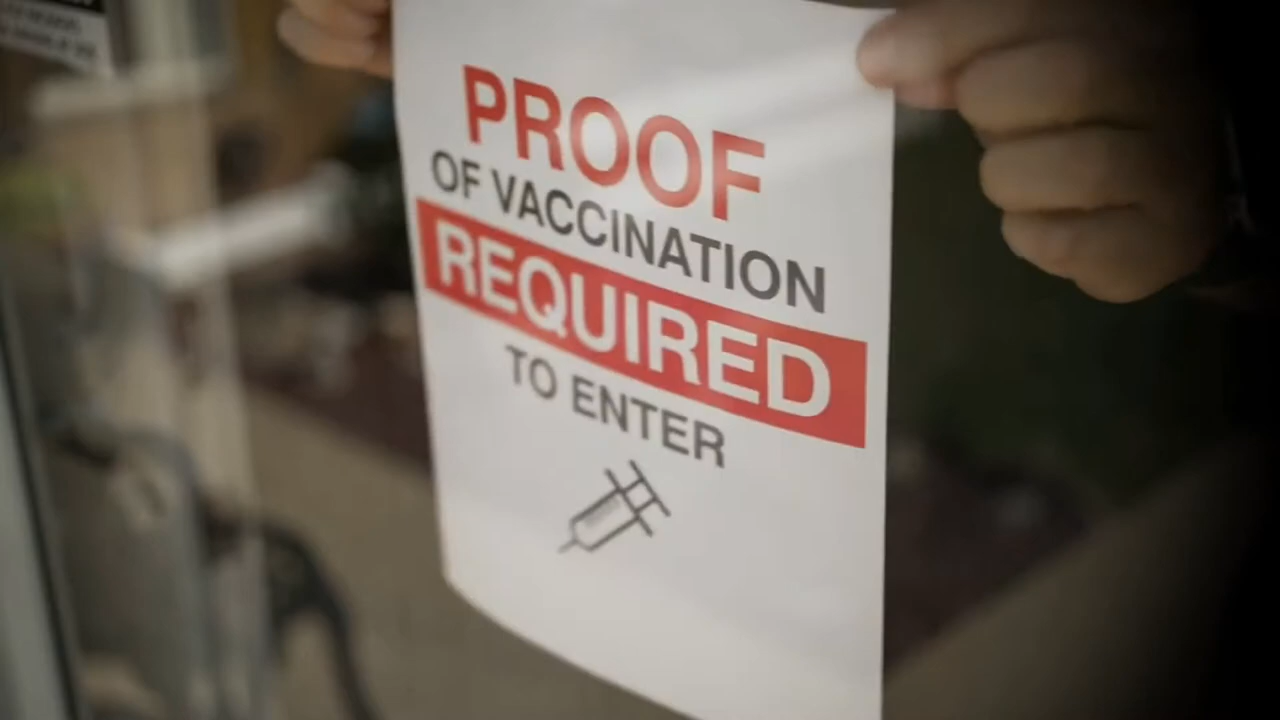 PROOF
OF VACCINATION
REQUIRED
TO ENTER